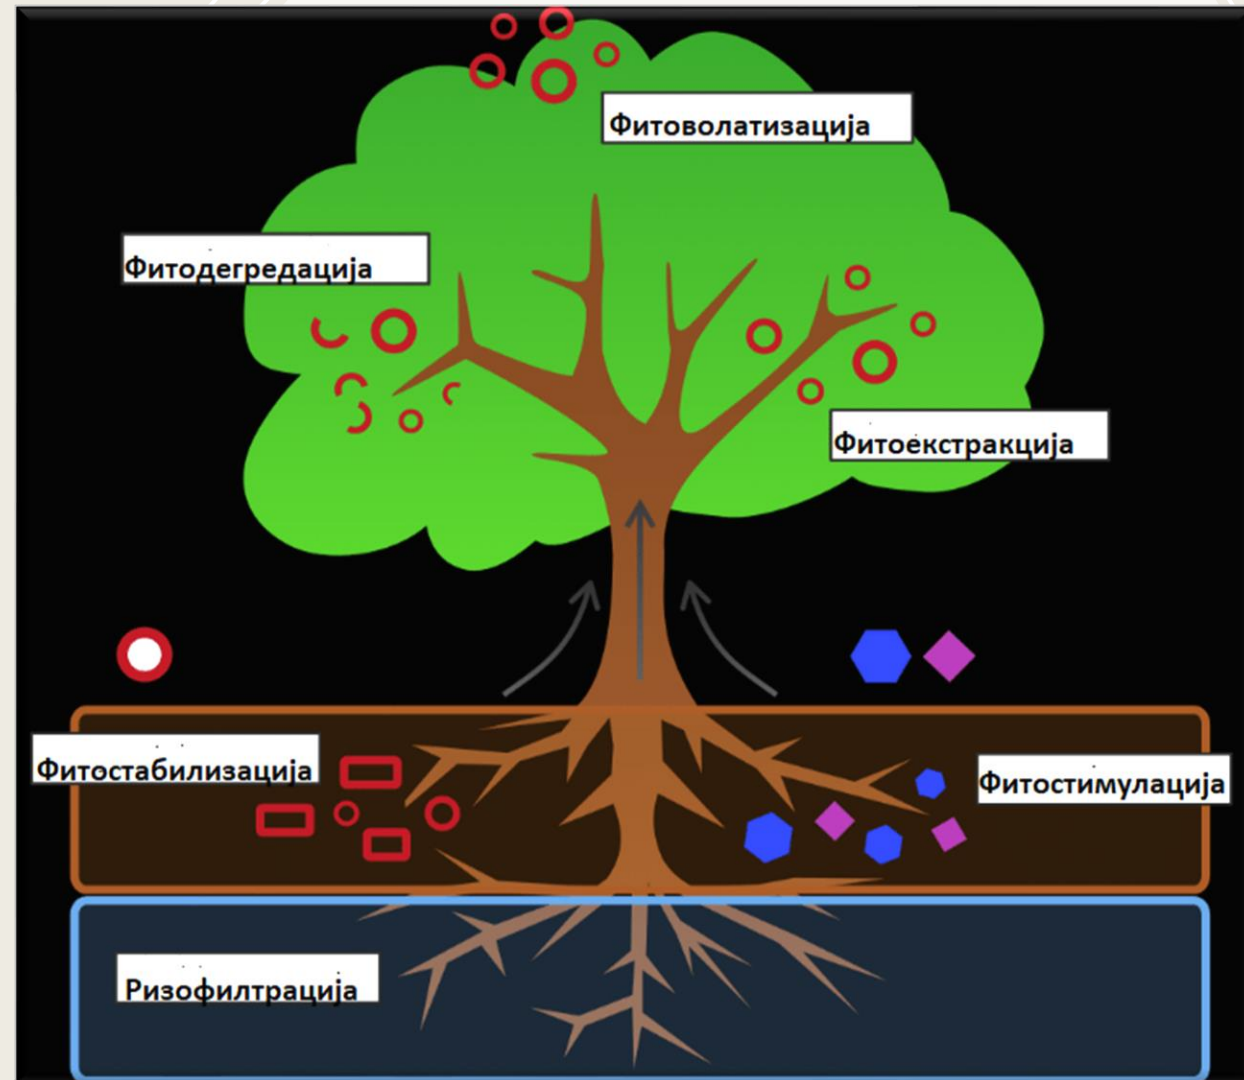 Фитоволатизација
Фитодегредација
Фитоекстракција
Фитостабилизација
Фитостимулација
Ризофилтрација